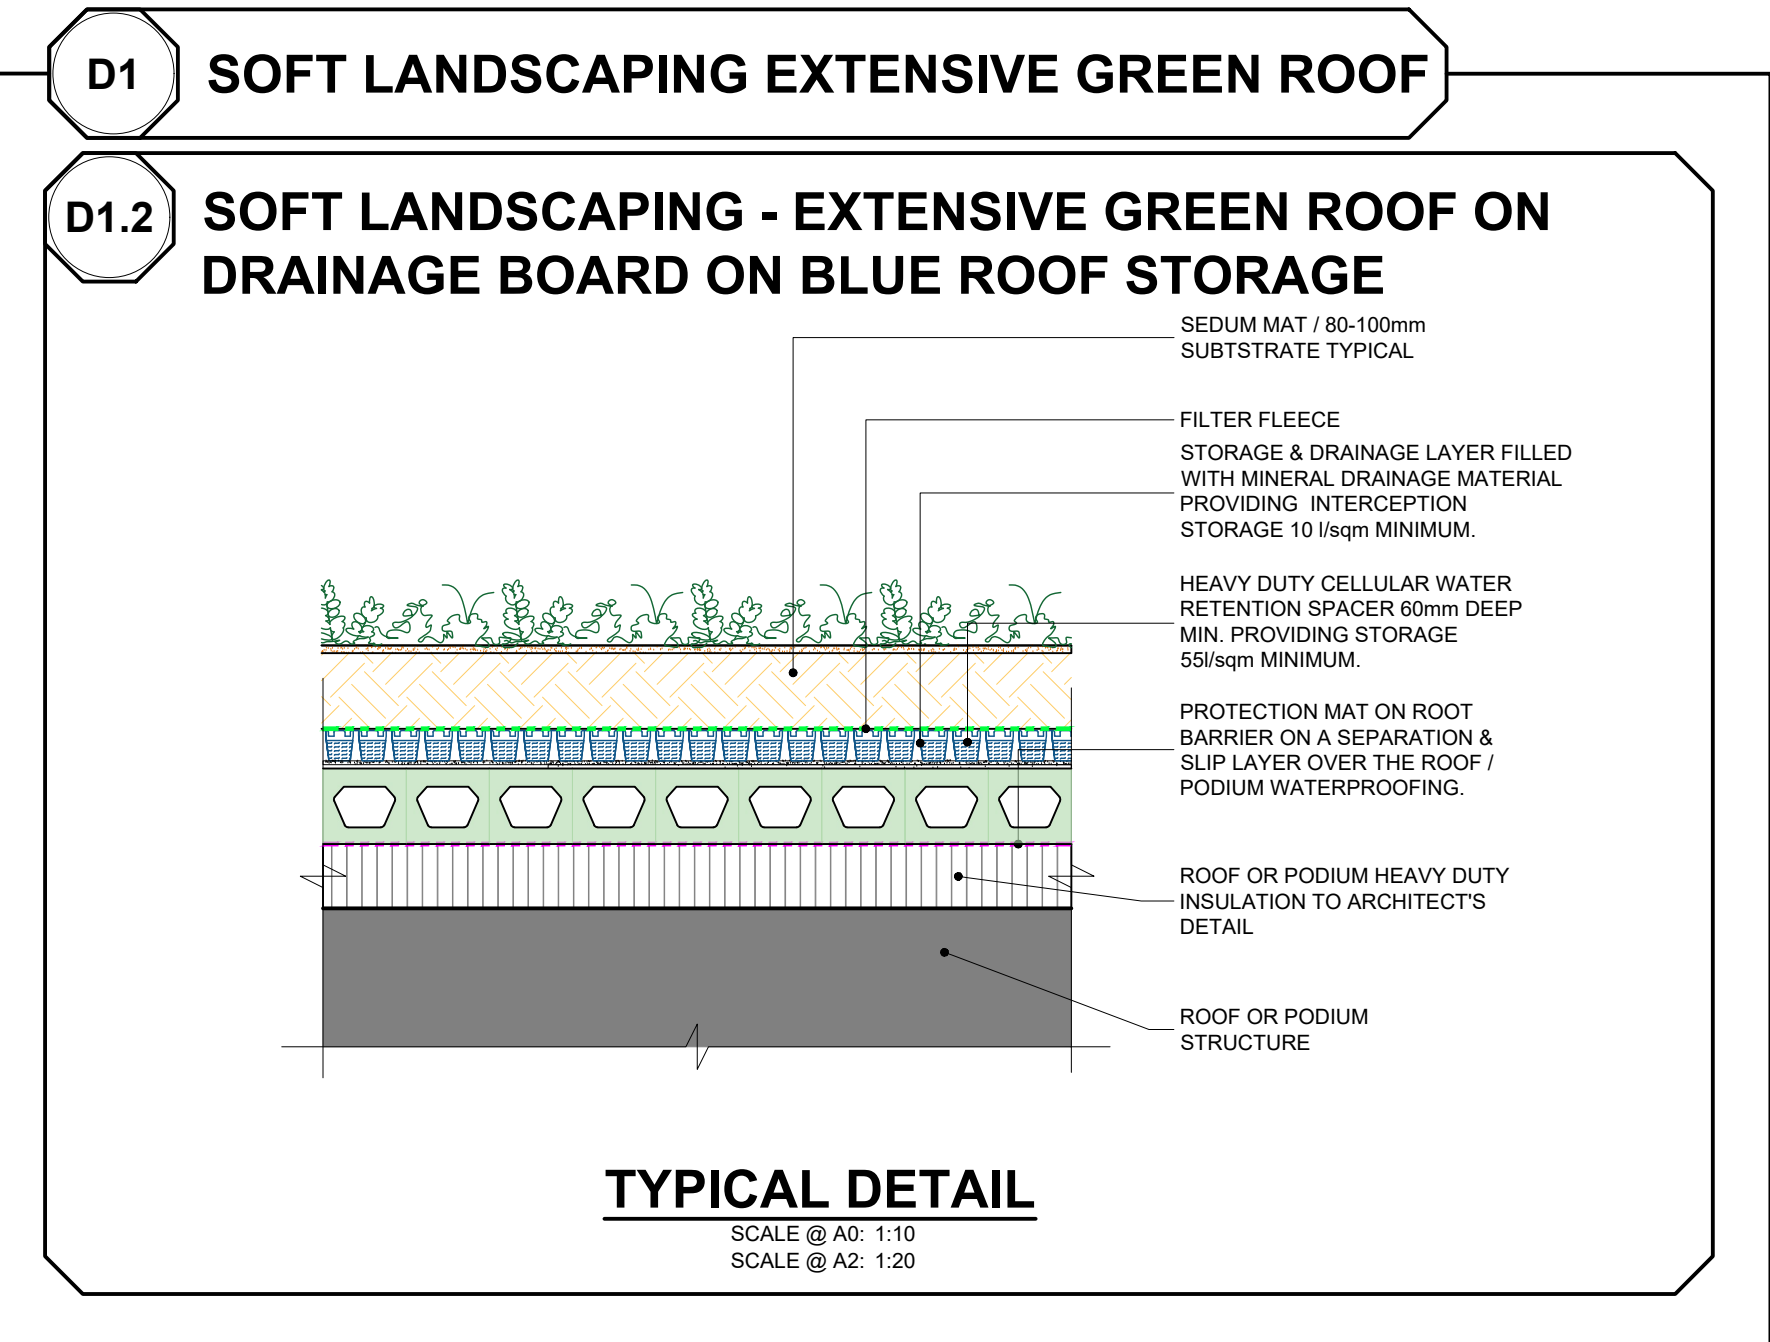 D1
SOFT LANDSCAPING EXTENSIVE GREEN ROOF
D1.2
SOFT LANDSCAPING - EXTENSIVE GREEN ROOF ON
DRAINAGE BOARD ON BLUE ROOF STORAGE
SEDUM MAT / 80-100mm
SUBTSTRATE TYPICAL
FILTER FLEECE
STORAGE & DRAINAGE LAYER FILLED
WITH MINERAL DRAINAGE MATERIAL
PROVIDING INTERCEPTION
STORAGE 10 l/sqm MINIMUM.
HEAVY DUTY CELLULAR WATER
RETENTION SPACER 60mm DEEP
MIN. PROVIDING STORAGE
55l/sqm MINIMUM.
PROTECTION MAT ON ROOT
BARRIER ON A SEPARATION &
SLIP LAYER OVER THE ROOF /
PODIUM WATERPROOFING.
ROOF OR PODIUM HEAVY DUTY
INSULATION TO ARCHITECT'S
DETAIL
ROOF OR PODIUM
STRUCTURE
TYPICAL DETAIL
SCALE @ A0: 1:10
SCALE @ A2: 1:20